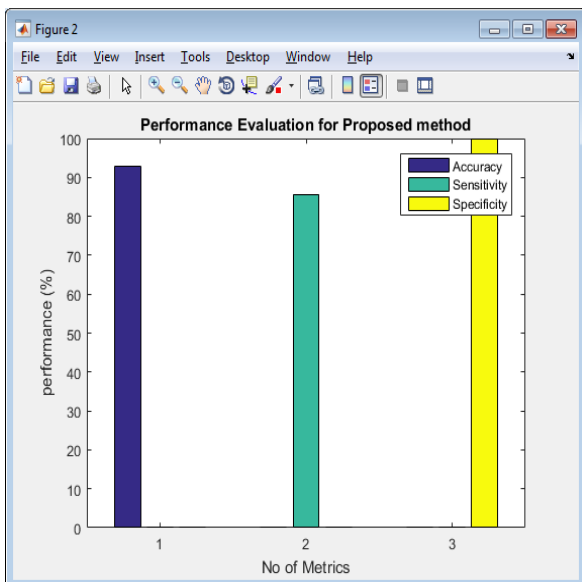 Figure 2
File Edit View Insert Tools Desktop Window Help
Performance Evaluation for Proposed method
100
90
80
70
60
50
40
30
20
10
0
performance (%)
Accuracy
Sensitivity
Specificity
1 2 3
No of Metrics